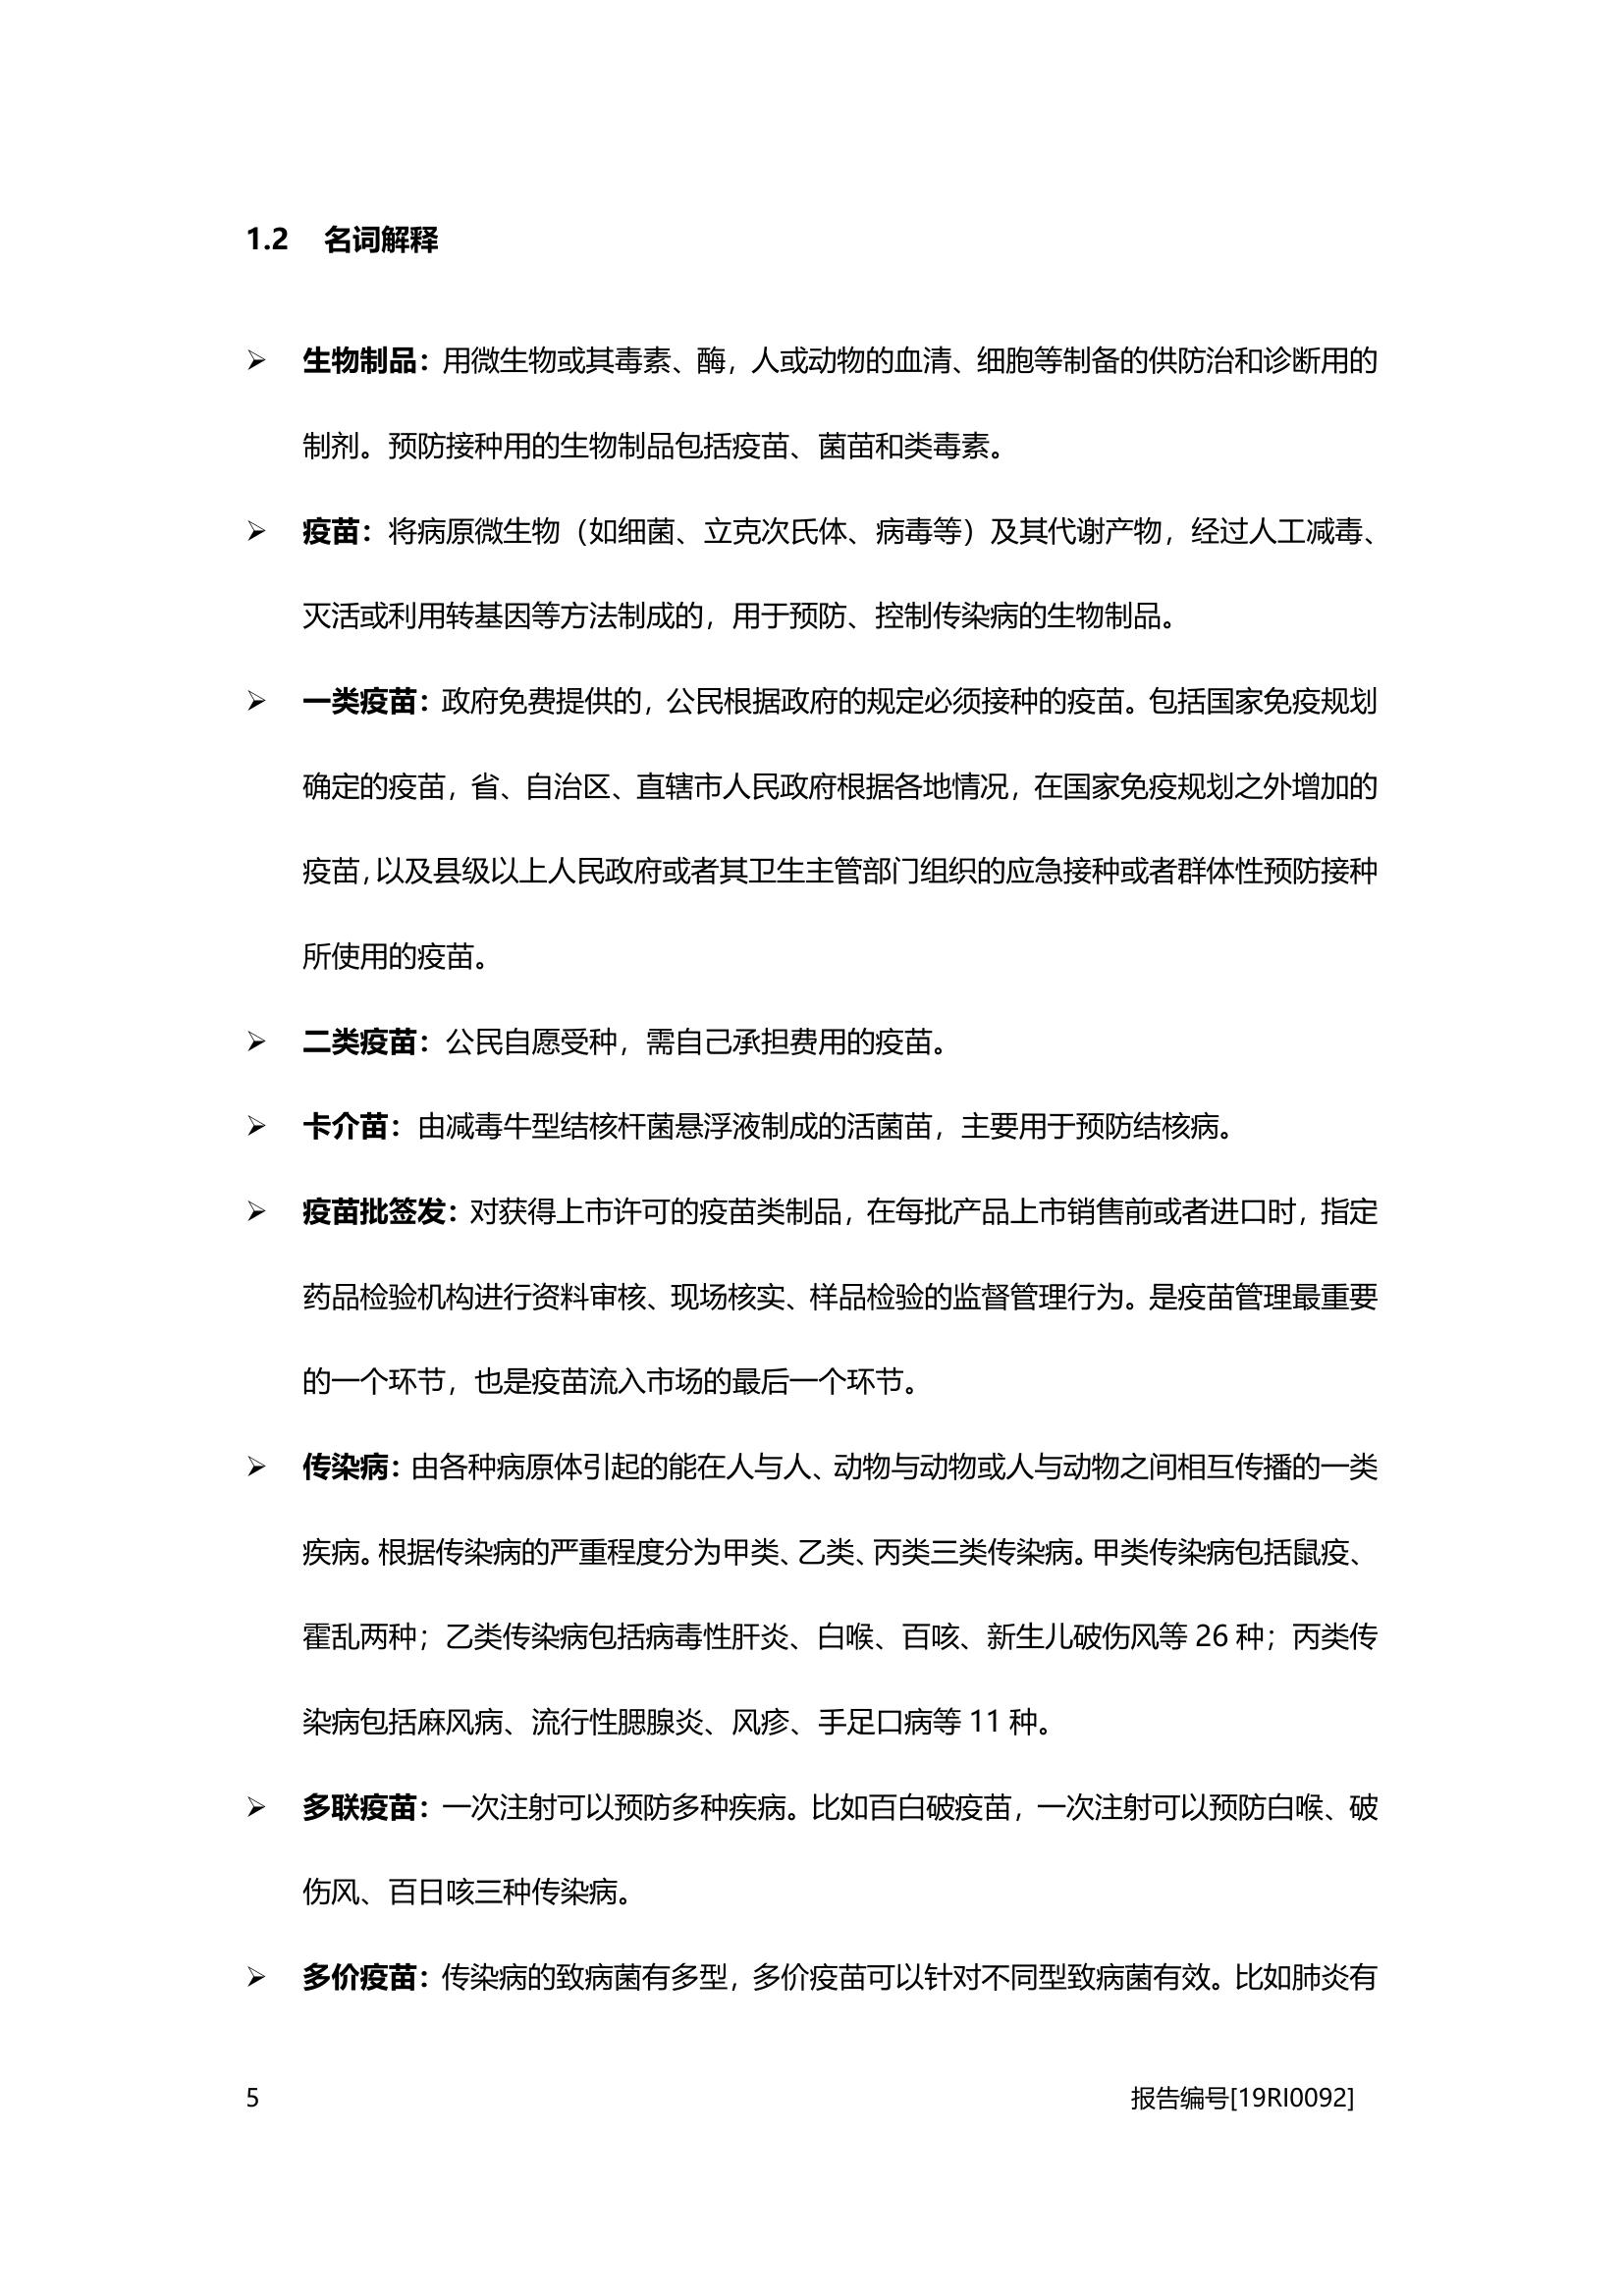 1.2 名词解释
➢ 生物制品：用微生物或其毒素、酶，人或动物的血清、细胞等制备的供防治和诊断用的
制剂。预防接种用的生物制品包括疫苗、菌苗和类毒素。
➢ 疫苗：将病原微生物（如细菌、立克次氏体、病毒等）及其代谢产物，经过人工减毒、
灭活或利用转基因等方法制成的，用于预防、控制传染病的生物制品。
➢ 一类疫苗：政府免费提供的，公民根据政府的规定必须接种的疫苗。包括国家免疫规划
确定的疫苗，省、自治区、直辖市人民政府根据各地情况，在国家免疫规划之外增加的
疫苗，以及县级以上人民政府或者其卫生主管部门组织的应急接种或者群体性预防接种
所使用的疫苗。
➢ 二类疫苗：公民自愿受种，需自己承担费用的疫苗。
➢ 卡介苗：由减毒牛型结核杆菌悬浮液制成的活菌苗，主要用于预防结核病。
➢ 疫苗批签发：对获得上市许可的疫苗类制品，在每批产品上市销售前或者进口时，指定
药品检验机构进行资料审核、现场核实、样品检验的监督管理行为。是疫苗管理最重要
的一个环节，也是疫苗流入市场的最后一个环节。
➢ 传染病：由各种病原体引起的能在人与人、动物与动物或人与动物之间相互传播的一类
疾病。根据传染病的严重程度分为甲类、乙类、丙类三类传染病。甲类传染病包括鼠疫、
霍乱两种；乙类传染病包括病毒性肝炎、白喉、百咳、新生儿破伤风等 26 种；丙类传
染病包括麻风病、流行性腮腺炎、风疹、手足口病等 11 种。
➢ 多联疫苗：一次注射可以预防多种疾病。比如百白破疫苗，一次注射可以预防白喉、破
伤风、百日咳三种传染病。
➢ 多价疫苗：传染病的致病菌有多型，多价疫苗可以针对不同型致病菌有效。比如肺炎有
5 报告编号[19RI0092]